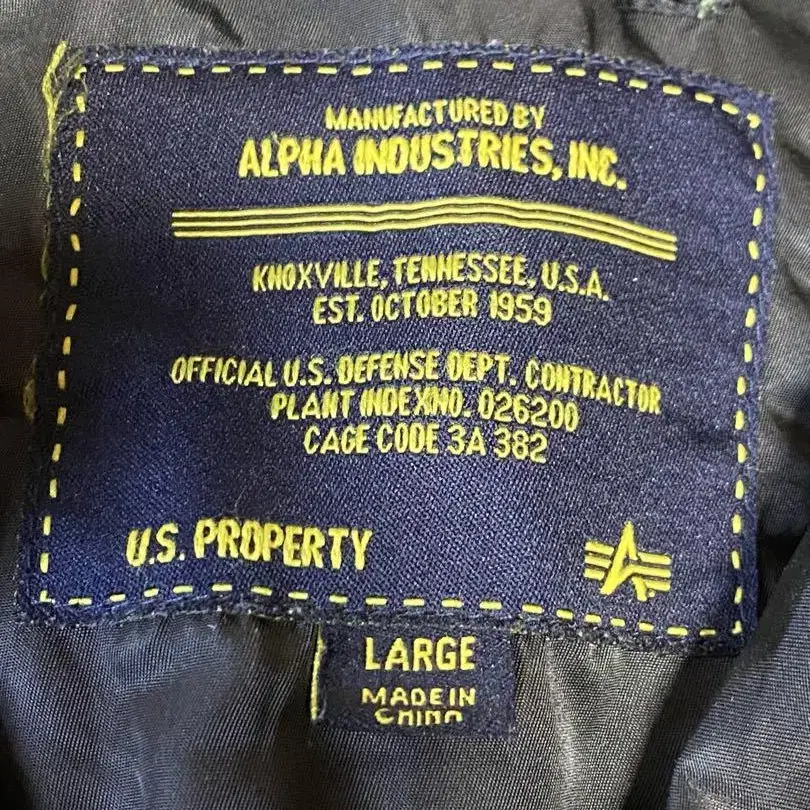 MANUFACTURED BY
ALPHA INDUSTRIES, INC.
KNOXVILLE, TENNESSEE, U.S.A.
EST. OCTOBER 1959
OFFICIAL U.S. DEFENSE DEPT. CONTRACTOR
PLANT INDEX NO. 026200
CAGE CODE 3A 382
U.S. PROPERTY
LARGE
MADE IN
CHINA